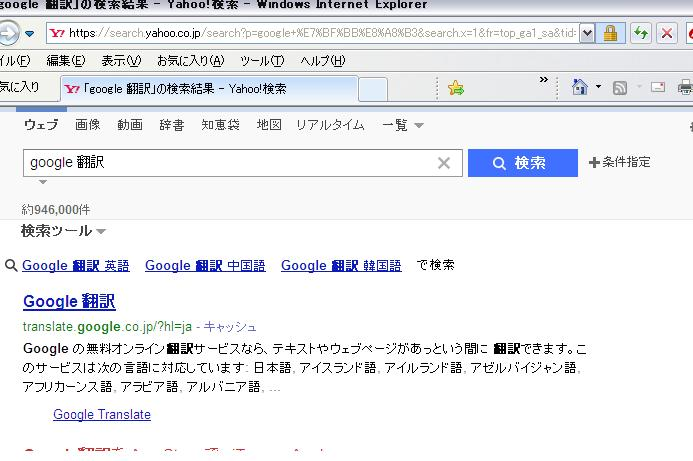 google 翻訳」の検索結果 - Yahoo!検索 - Windows Internet Explorer
https://search.yahoo.co.jp/search?p=google+%E7%BF%BB%E8%A8%B3&search.x=1&fr=top_ga1_sa&tid=
イル(F) 編集(E) 表示(V) お気に入り(A) ツール(T) ヘルプ(H)
気に入り 「google 翻訳」の検索結果 - Yahoo!検索 »
ウェブ 画像 動画 辞書 知恵袋 地図 リアルタイム 一覧
google 翻訳 検索 +条件指定
約946,000件
検索ツール
Google 翻訳 英語 Google 翻訳 中国語 Google 翻訳 韓国語 で検索
Google 翻訳
translate.google.co.jp/?hl=ja - キャッシュ
Google の無料オンライン翻訳サービスなら、テキストやウェブページがあっという間に 翻訳できます。こ
のサービスは次の言語に対応しています: 日本語, アイスランド語, アイルランド語, アゼルバイジャン語,
アフリカーンス語, アラビア語, アルバニア語, ...
Google Translate